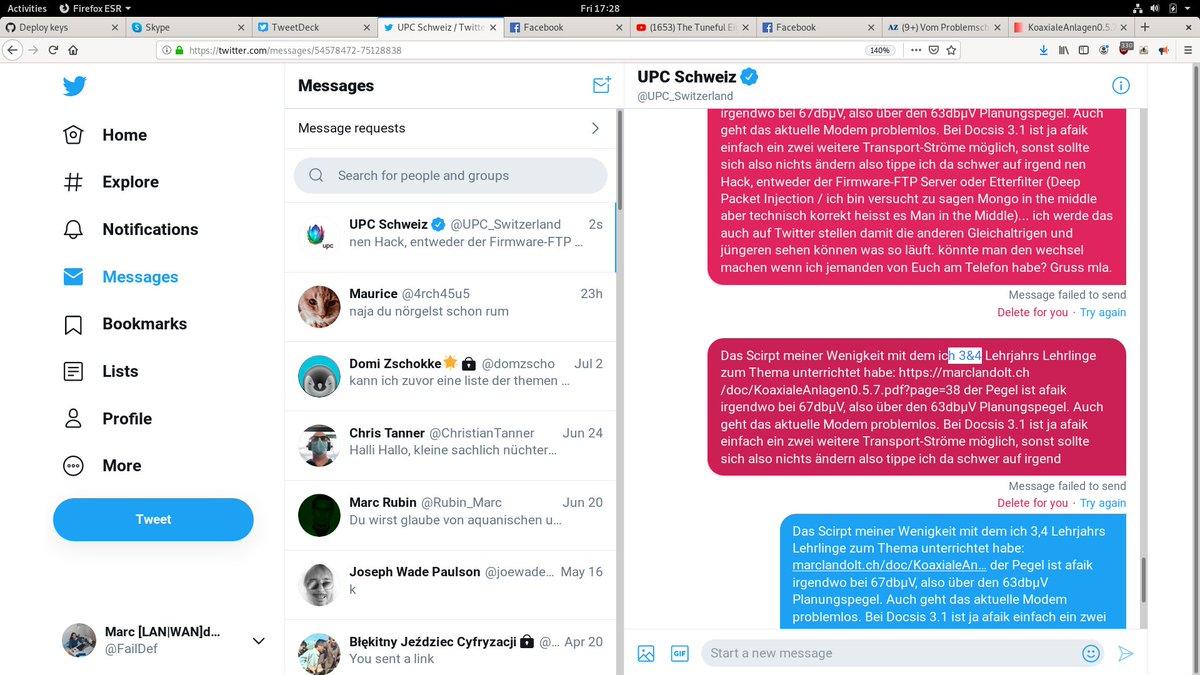 Activities
Firefox ESR
Fri 17:28
Deploy keys
Skype
TweetDeck
UPC Schweiz / Twitte
Facebook
(1653) The Tuneful Ei
Facebook
(9+) Vom Problemsch
KoaxialeAnlagen0.5.7
https://twitter.com/messages/54578472-75128838
140%
330
Home
Explore
Notifications
Messages
Bookmarks
Lists
Profile
More
Tweet
Marc [LAN|WAN]d...
@FailDef
Messages
Message requests
Search for people and groups
UPC Schweiz @UPC_Switzerland 2s
nen Hack, entweder der Firmware-FTP ...
upc
Maurice @4rch45u5 23h
naja du nörgelst schon rum
Domi Zschokke @domzscho Jul 2
kann ich zuvor eine liste der themen ...
Chris Tanner @ChristianTanner Jun 24
Halli Hallo, kleine sachlich nüchter...
Marc Rubin @Rubin_Marc Jun 20
Du wirst glaube von aquanischen u...
Joseph Wade Paulson @joewade... May 16
k
Błękitny Jeździec Cyfryzacji @... Apr 20
You sent a link
UPC Schweiz
@UPC_Switzerland
irgendwo bei 67dbµV, also über den 63dbµV Planungspegel. Auch
geht das aktuelle Modem problemlos. Bei Docsis 3.1 ist ja afaik
einfach ein zwei weitere Transport-Ströme möglich, sonst sollte
sich also nichts ändern also tippe ich da schwer auf irgend nen
Hack, entweder der Firmware-FTP Server oder Etterfilter (Deep
Packet Injection / ich bin versucht zu sagen Mongo in the middle
aber technisch korrekt heisst es Man in the Middle)... ich werde das
auch auf Twitter stellen damit die anderen Gleichaltrigen und
jüngeren sehen können was so läuft. könnte man den wechsel
machen wenn ich jemanden von Euch am Telefon habe? Gruss mla.
Message failed to send
Delete for you · Try again
Das Scirpt meiner Wenigkeit mit dem ich 3&4 Lehrjahrs Lehrlinge
zum Thema unterrichtet habe: https://marclandolt.ch
/doc/KoaxialeAnlagen0.5.7.pdf?page=38 der Pegel ist afaik
irgendwo bei 67dbµV, also über den 63dbµV Planungspegel. Auch
geht das aktuelle Modem problemlos. Bei Docsis 3.1 ist ja afaik
einfach ein zwei weitere Transport-Ströme möglich, sonst sollte
sich also nichts ändern also tippe ich da schwer auf irgend
Message failed to send
Delete for you · Try again
Das Scirpt meiner Wenigkeit mit dem ich 3,4 Lehrjahrs
Lehrlinge zum Thema unterrichtet habe:
marclandolt.ch/doc/KoaxialeAn... der Pegel ist afaik
irgendwo bei 67dbµV, also über den 63dbµV
Planungspegel. Auch geht das aktuelle Modem
problemlos. Bei Docsis 3.1 ist ja afaik einfach ein zwei
GIF
Start a new message